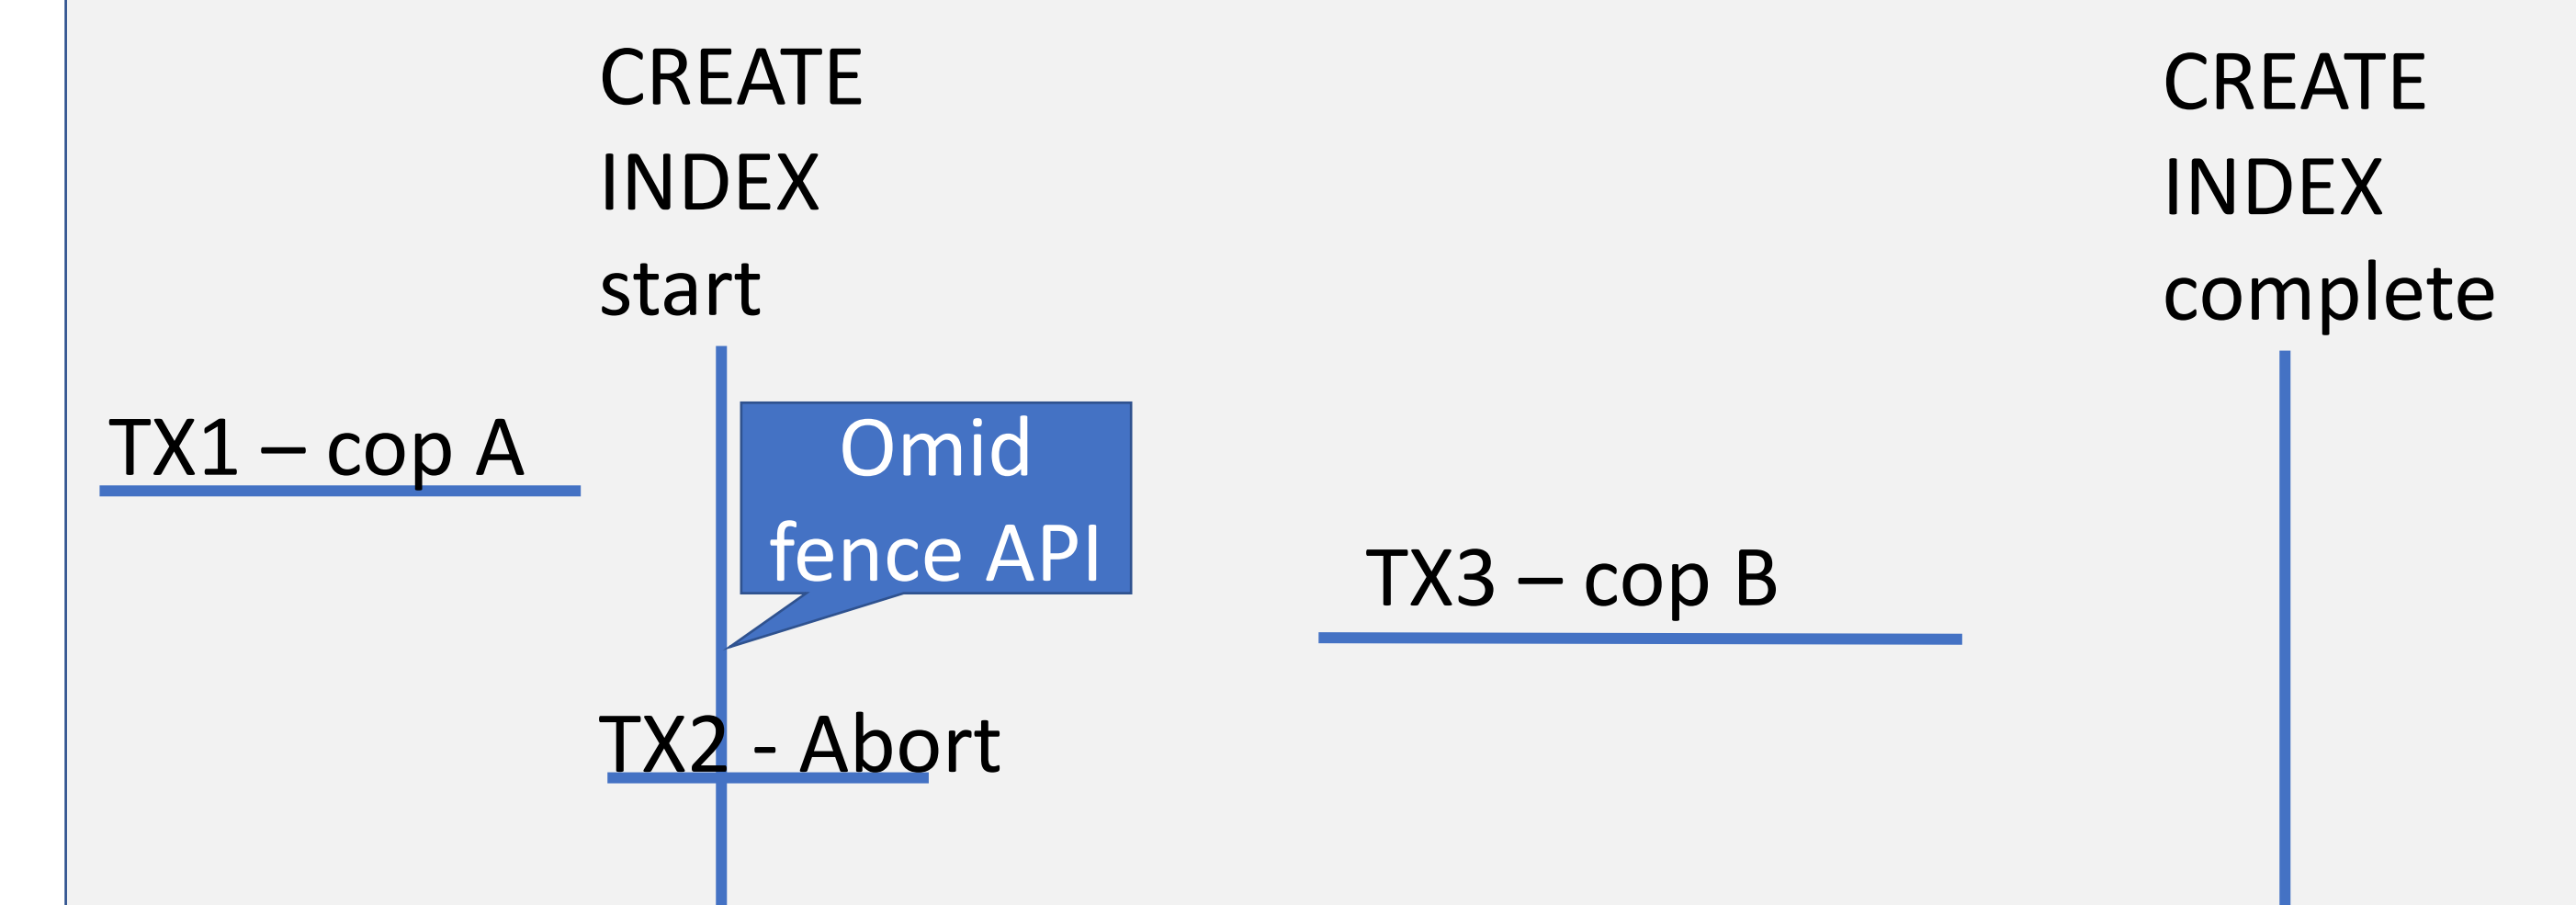 CREATE
INDEX
start
CREATE
INDEX
complete
TX1 – cop A
Omid
fence API
TX3 – cop B
TX2 - Abort